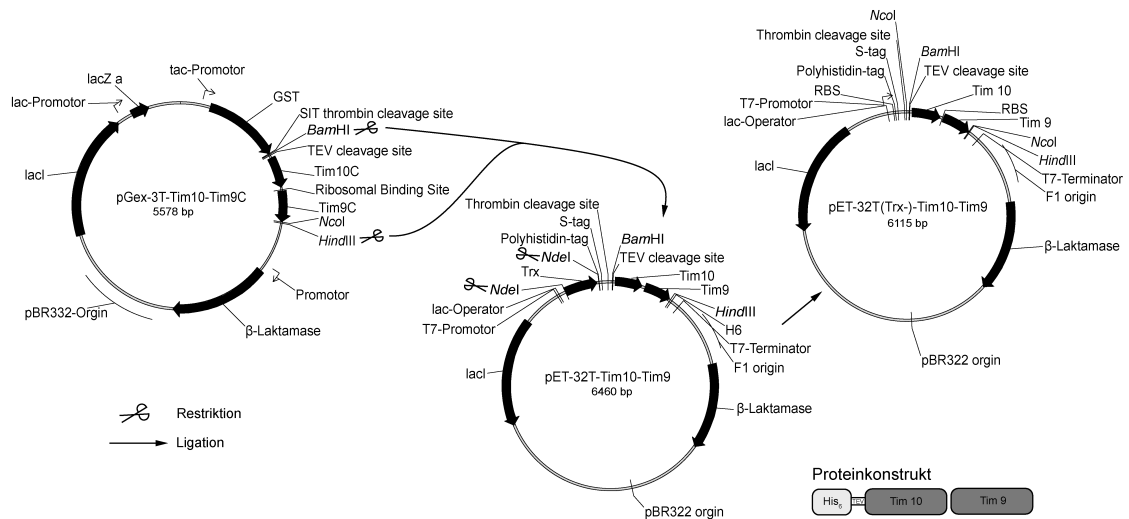 lacZ a
tac-Promotor
lac-Promotor
GST
SIT thrombin cleavage site
BamHI
TEV cleavage site
Tim10C
Ribosomal Binding Site
Tim9C
NcoI
HindIII
lacI
pGex-3T-Tim10-Tim9C
5578 bp
Promotor
pBR332-Orgin
β-Laktamase
Restriktion
Ligation
Thrombin cleavage site
S-tag
Polyhistidin-tag
NdeI
Trx
NdeI
lac-Operator
T7-Promotor
BamHI
TEV cleavage site
Tim10
Tim9
HindIII
H6
T7-Terminator
F1 origin
lacI
pET-32T-Tim10-Tim9
6460 bp
β-Laktamase
pBR322 orgin
NcoI
Thrombin cleavage site
S-tag
Polyhistidin-tag
RBS
T7-Promotor
lac-Operator
BamHI
TEV cleavage site
Tim 10
RBS
Tim 9
NcoI
HindIII
T7-Terminator
F1 origin
lacI
pET-32T(Trx-)-Tim10-Tim9
6115 bp
β-Laktamase
pBR322 orgin
Proteinkonstrukt
His6 TEV Tim 10 Tim 9